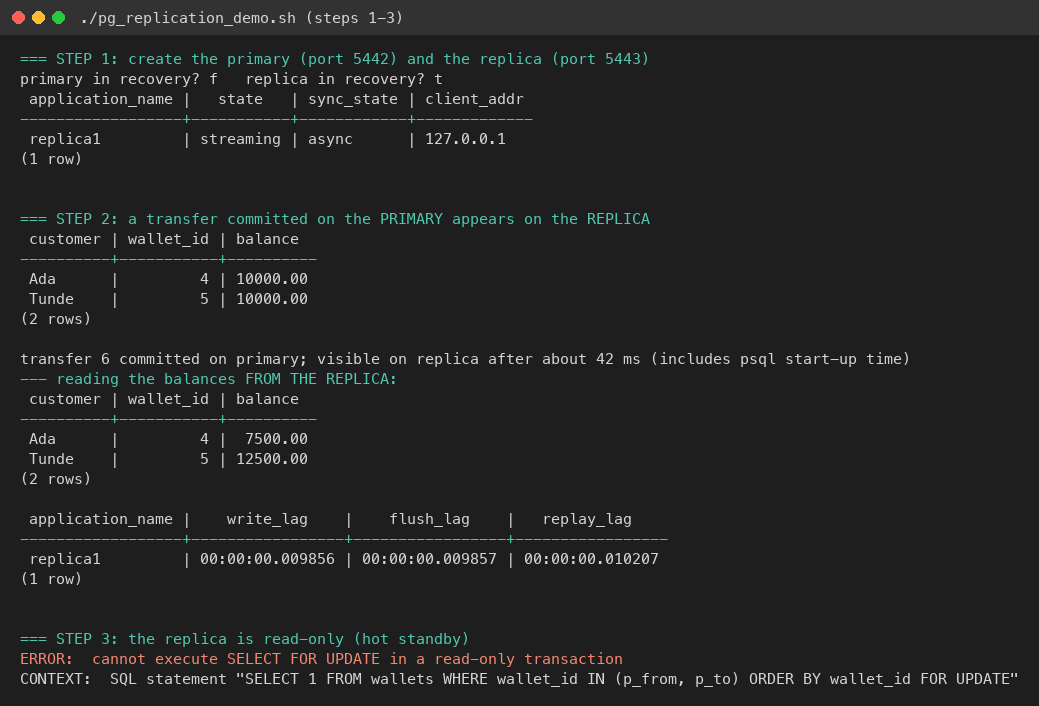 ./pg_replication_demo.sh (steps 1–3)
=== STEP 1: create the primary (port 5442) and the replica (port 5443)
primary in recovery? f   replica in recovery? t
 application_name |   state   | sync_state | client_addr
------------------+-----------+------------+-------------
 replica1         | streaming | async      | 127.0.0.1
(1 row)
=== STEP 2: a transfer committed on the PRIMARY appears on the REPLICA
 customer | wallet_id | balance
----------+-----------+----------
 Ada      |         4 | 10000.00
 Tunde    |         5 | 10000.00
(2 rows)
transfer 6 committed on primary; visible on replica after about 42 ms (includes psql start-up time)
--- reading the balances FROM THE REPLICA:
 customer | wallet_id | balance
----------+-----------+----------
 Ada      |         4 |  7500.00
 Tunde    |         5 | 12500.00
(2 rows)
 application_name |    write_lag    |    flush_lag    |   replay_lag
------------------+-----------------+-----------------+-----------------
 replica1         | 00:00:00.009856 | 00:00:00.009857 | 00:00:00.010207
(1 row)
=== STEP 3: the replica is read-only (hot standby)
ERROR:  cannot execute SELECT FOR UPDATE in a read-only transaction
CONTEXT:  SQL statement "SELECT 1 FROM wallets WHERE wallet_id IN (p_from, p_to) ORDER BY wallet_id FOR UPDATE"